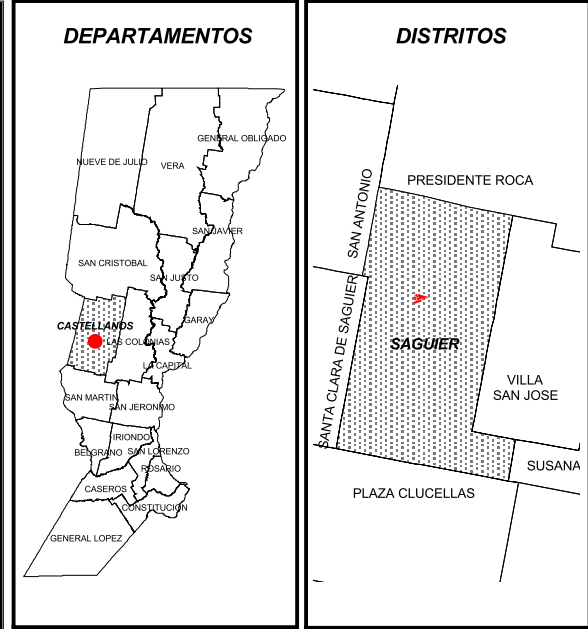 DEPARTAMENTOS
GENERAL OBLIGADO
NUEVE DE JULIO
VERA
SAN JAVIER
SAN CRISTOBAL
SAN JUSTO
GARAY
CASTELLANOS
LAS COLONIAS
LA CAPITAL
SAN MARTIN
SAN JERONIMO
IRIONDO
BELGRANO
SAN LORENZO
ROSARIO
CASEROS
CONSTITUCION
GENERAL LOPEZ
DISTRITOS
PRESIDENTE ROCA
SAN ANTONIO
SANTA CLARA DE SAGUIER
SAGUIER
VILLA
SAN JOSE
SUSANA
PLAZA CLUCELLAS